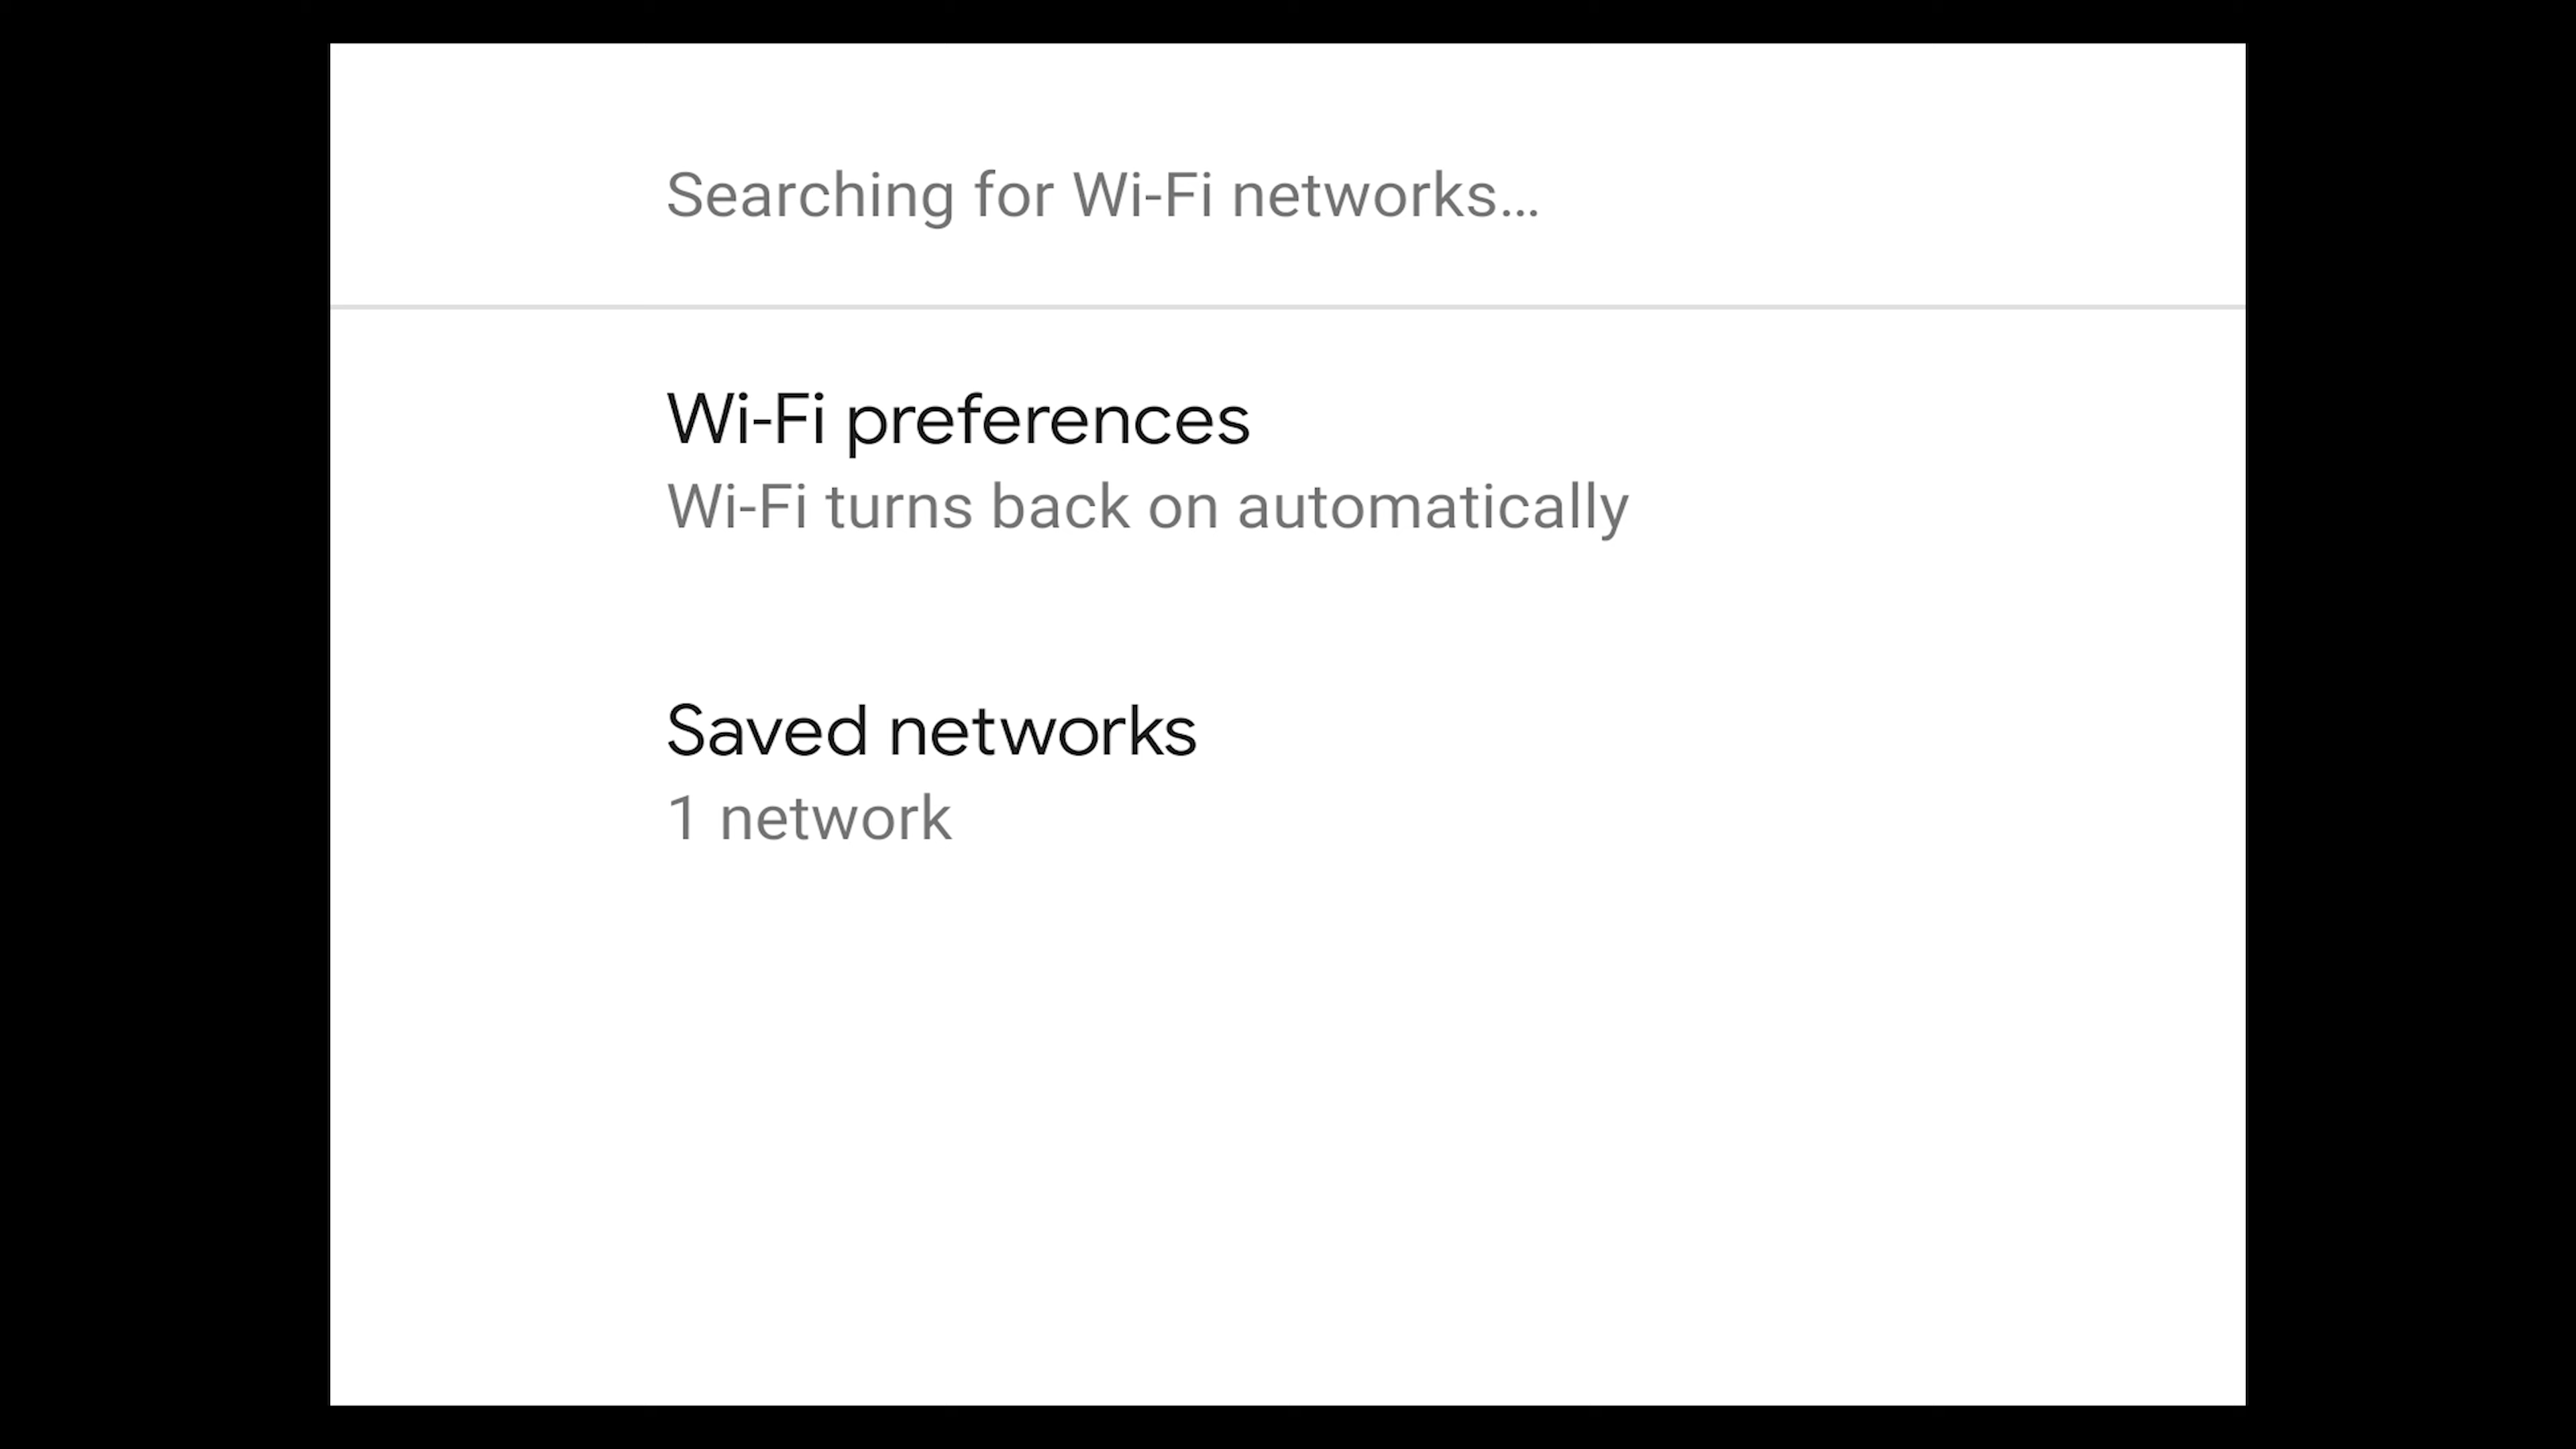 Searching for Wi-Fi networks…
Wi-Fi preferences
Wi-Fi turns back on automatically
Saved networks
1 network